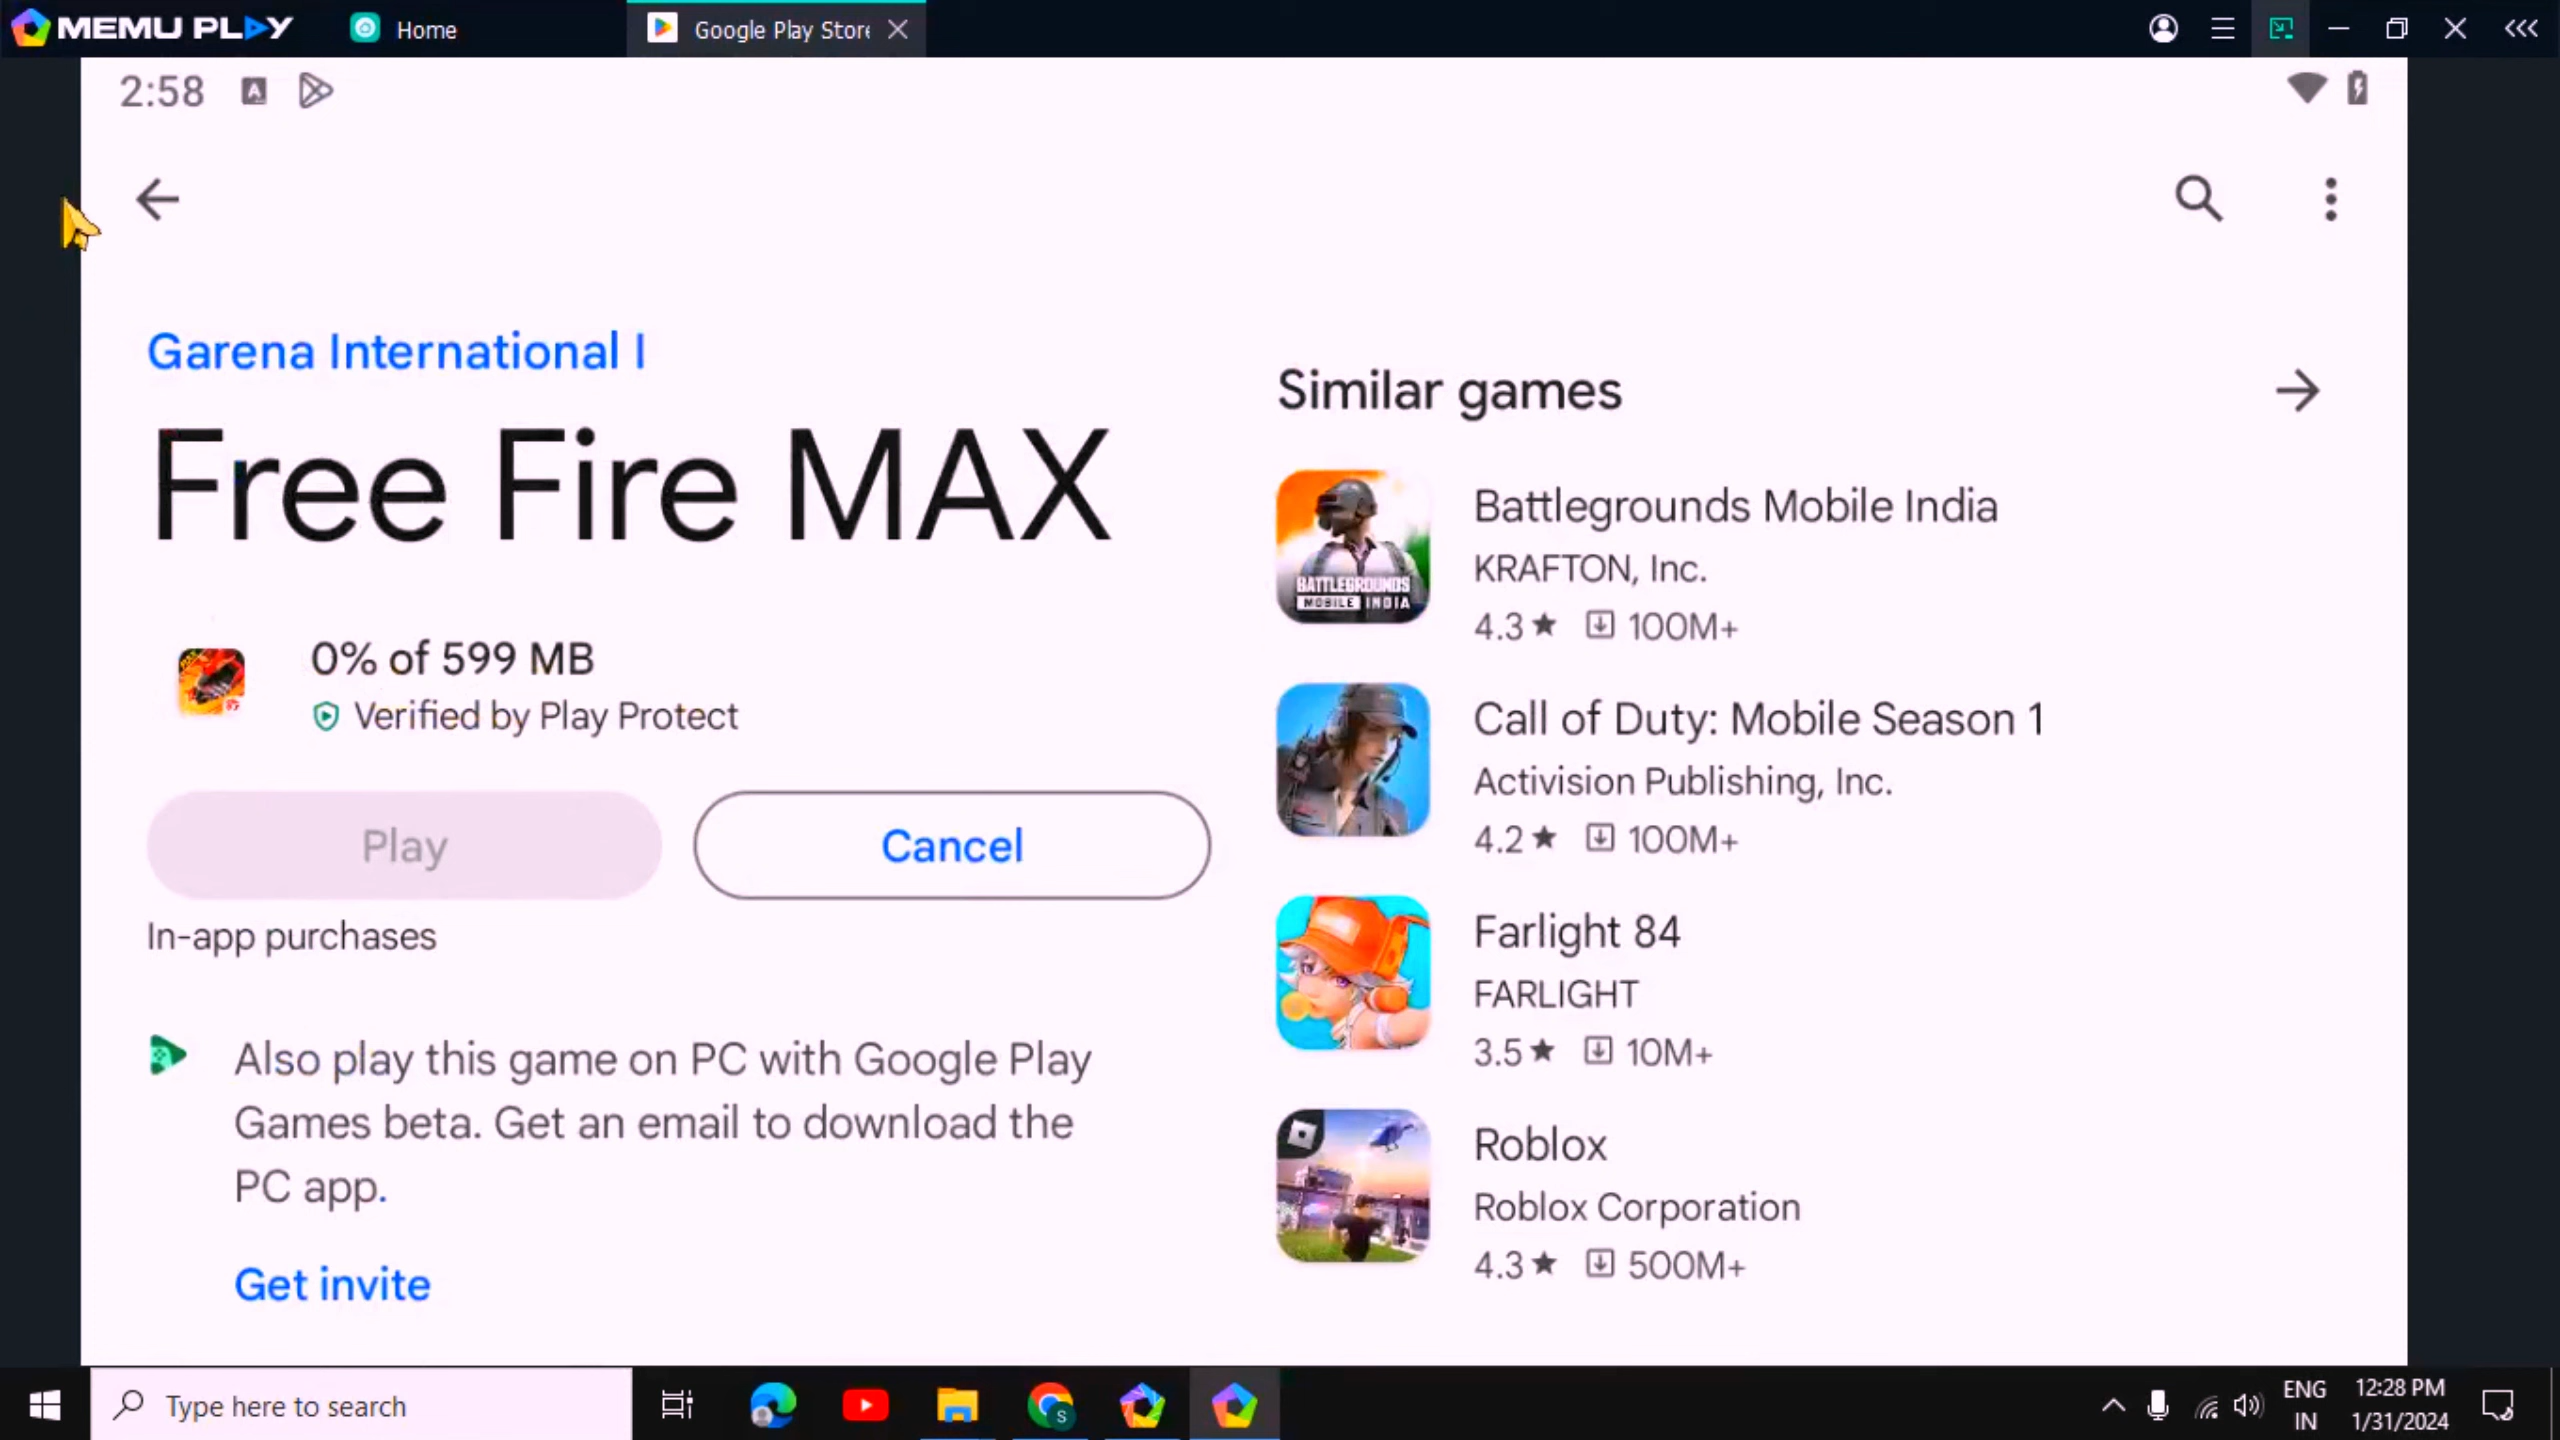 MEMU PLAY
Home
Google Play Store
2:58
Garena International I
Free Fire MAX
0% of 599 MB
Verified by Play Protect
Play
Cancel
In-app purchases
Also play this game on PC with Google Play
Games beta. Get an email to download the
PC app.
Get invite
Similar games
BATTLEGROUNDS
MOBILE INDIA
Battlegrounds Mobile India
KRAFTON, Inc.
4.3★ 100M+
Call of Duty: Mobile Season 1
Activision Publishing, Inc.
4.2★ 100M+
Farlight 84
FARLIGHT
3.5★ 10M+
Roblox
Roblox Corporation
4.3★ 500M+
Type here to search
S
ENG
IN
12:28 PM
1/31/2024